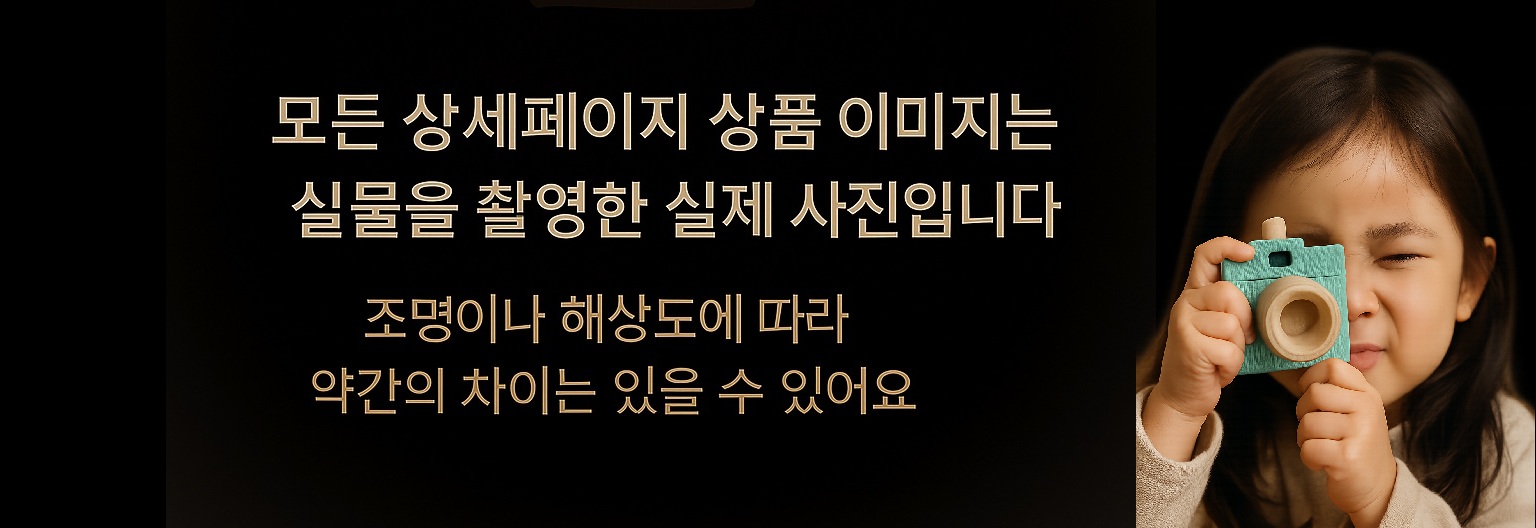 모든 상세페이지 상품 이미지는
실물을 촬영한 실제 사진입니다
조명이나 해상도에 따라
약간의 차이는 있을 수 있어요